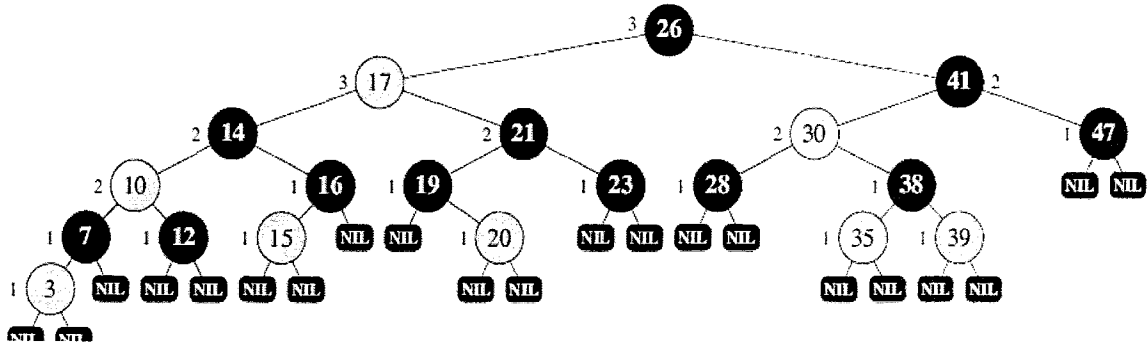 3 26
3 17 41 2
2 14 2 21 2 30 1 47
2 10 1 16 1 19 1 23 1 28 1 38 NIL NIL
1 7 1 12 1 15 NIL NIL 20 NIL NIL NIL NIL 1 35 1 39
1 3 NIL NIL NIL NIL NIL NIL NIL NIL NIL NIL NIL
NIL NIL